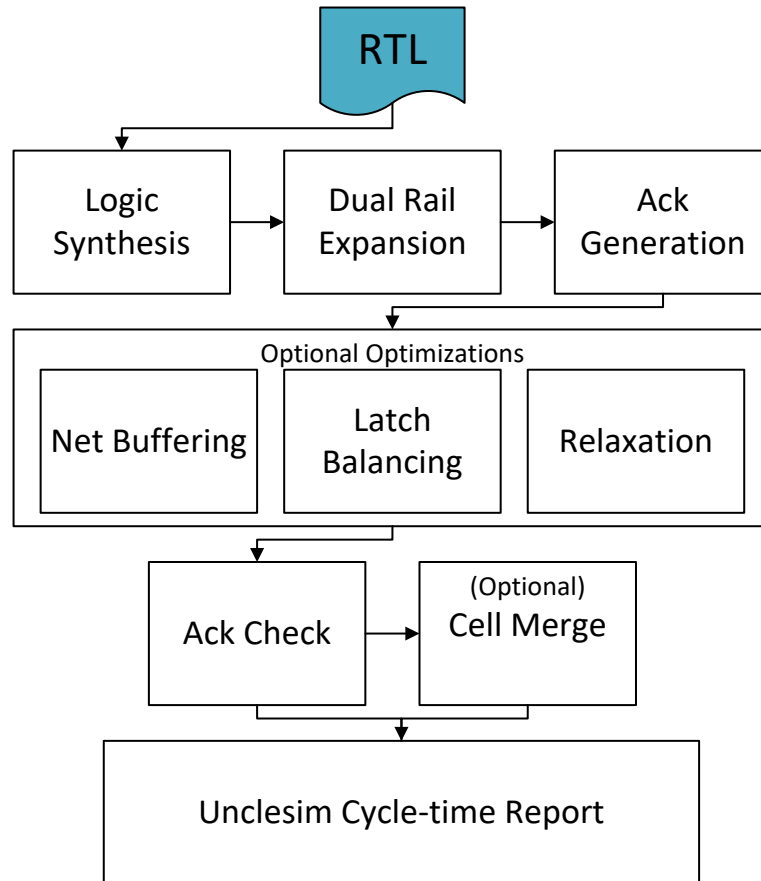 RTL
Logic
Synthesis
Dual Rail
Expansion
Ack
Generation
Optional Optimizations
Net Buffering
Latch
Balancing
Relaxation
Ack Check
(Optional)
Cell Merge
Unclesim Cycle-time Report